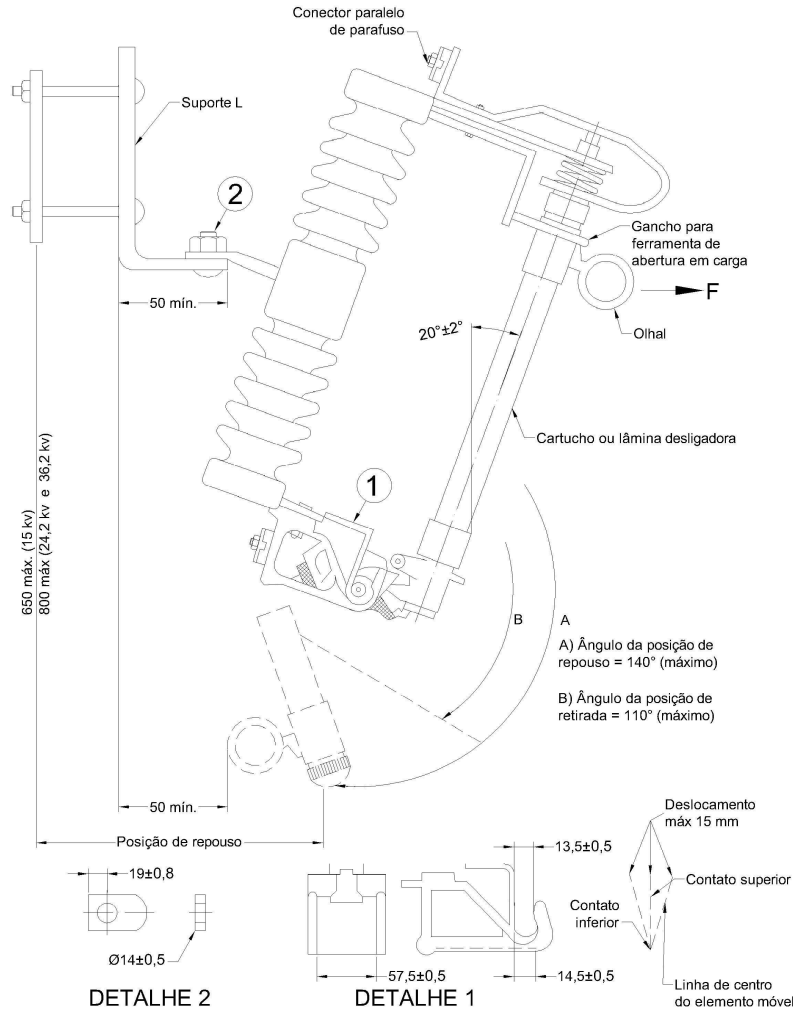 Conector paralelo
de parafuso
Suporte L
2
Gancho para
ferramenta de
abertura em carga
F
50 mín.
Olhal
20°±2°
Cartucho ou lâmina desligadora
1
650 máx. (15 kv)
800 máx (24,2 kv e 36,2 kv)
B
A
A) Ângulo da posição de
repouso = 140° (máximo)
B) Ângulo da posição de
retirada = 110° (máximo)
50 mín.
Posição de repouso
Deslocamento
máx 15 mm
13,5±0,5
19±0,8
Contato superior
Contato
inferior
Ø14±0,5
57,5±0,5
14,5±0,5
Linha de centro
do elemento móvel
DETALHE 2
DETALHE 1